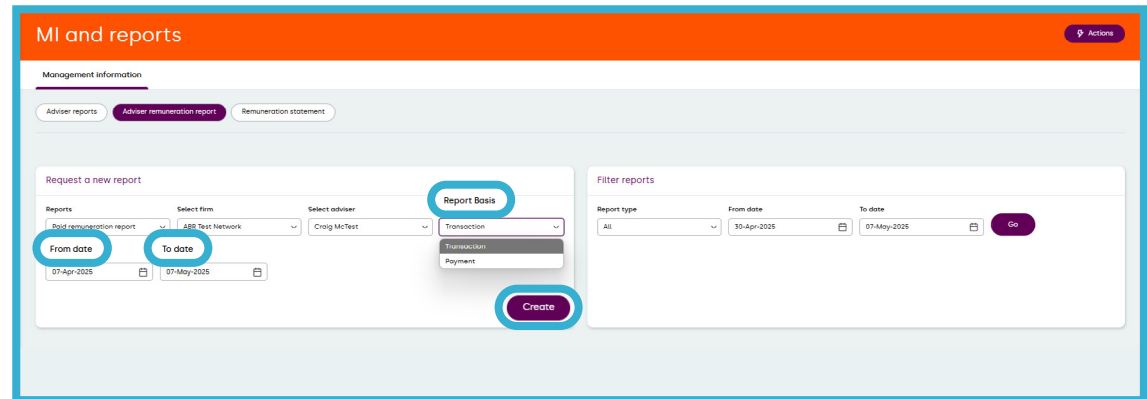 MI and reports
Actions
Management information
Adviser reports
Adviser remuneration report
Remuneration statement
Request a new report
Reports
Select firm
Select adviser
Report Basis
Paid remuneration report
ABR Test Network
Craig McTest
Transaction
Transaction
Payment
From date
To date
07-Apr-2025
07-May-2025
Create
Filter reports
Report type
From date
To date
All
30-Apr-2025
07-May-2025
Go